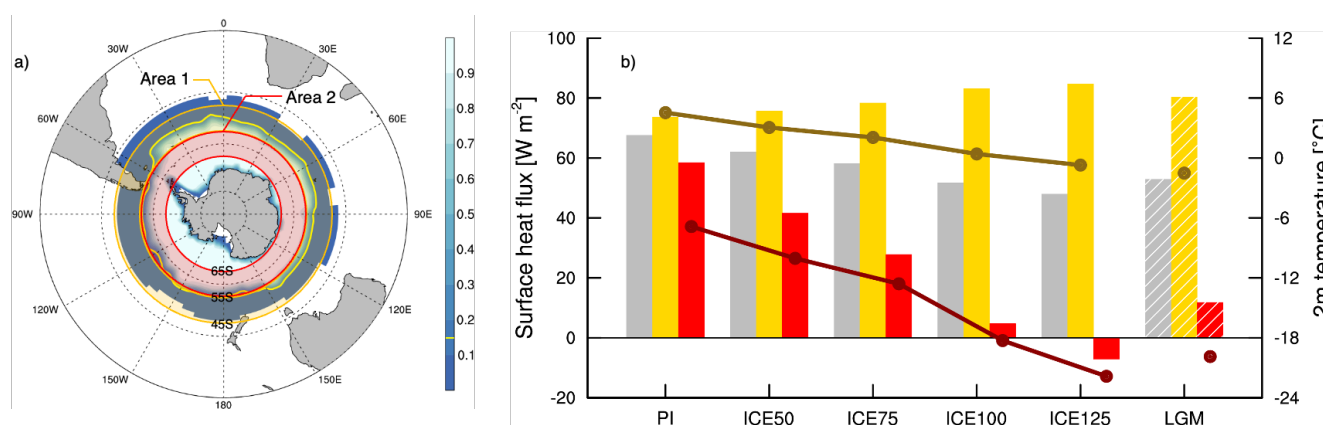 a)
0
30W
30E
60W
60E
90W
90E
120W
120E
150W
150E
180
Area 1
Area 2
65S
55S
45S
0.9
0.8
0.7
0.6
0.5
0.4
0.3
0.2
0.1
b)
Surface heat flux [W m⁻²]
100
80
60
40
20
0
-20
2m temperature [°C]
12
6
0
-6
-12
-18
-24
PI
ICE50
ICE75
ICE100
ICE125
LGM